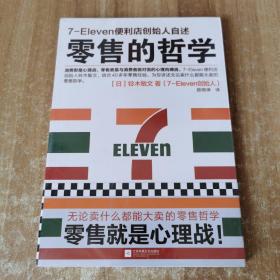 7-Eleven便利店创始人自述
零售的哲学
[日] 铃木敏文 著 (7-Eleven创始人)
7
ELEVEN
无论卖什么都能大卖的零售哲学
零售就是心理战!